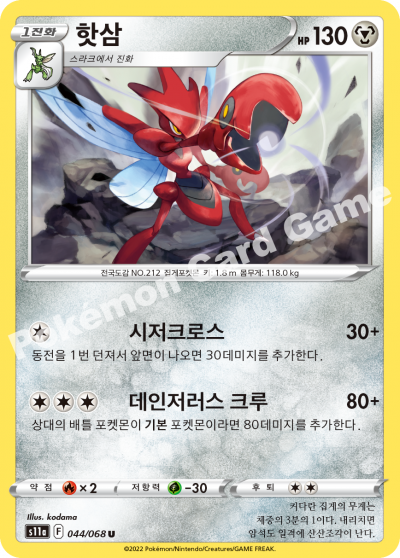 1진화
핫삼
HP 130
스라크에서 진화
Pokémon Card Game
전국도감 NO.212 집게포켓몬 키: 1.8 m 몸무게: 118.0 kg
시저크로스 30+
동전을 1번 던져서 앞면이 나오면 30데미지를 추가한다.
데인저러스 크루 80+
상대의 배틀 포켓몬이 기본 포켓몬이라면 80데미지를 추가한다.
약점 ×2 저항력 -30 후퇴
Illus. kodama
s11a F 044/068 U
커다란 집게의 무게는
체중의 3분의 1이다. 내리치면
암석도 일격에 산산조각이 난다.
©2022 Pokémon/Nintendo/Creatures/GAME FREAK.